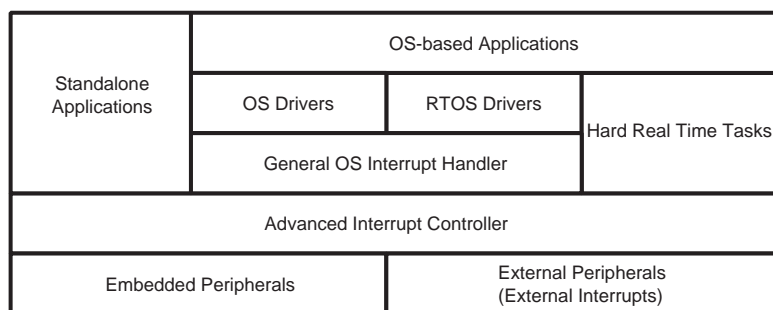 OS-based Applications
Standalone
Applications
OS Drivers
RTOS Drivers
Hard Real Time Tasks
General OS Interrupt Handler
Advanced Interrupt Controller
Embedded Peripherals
External Peripherals
(External Interrupts)